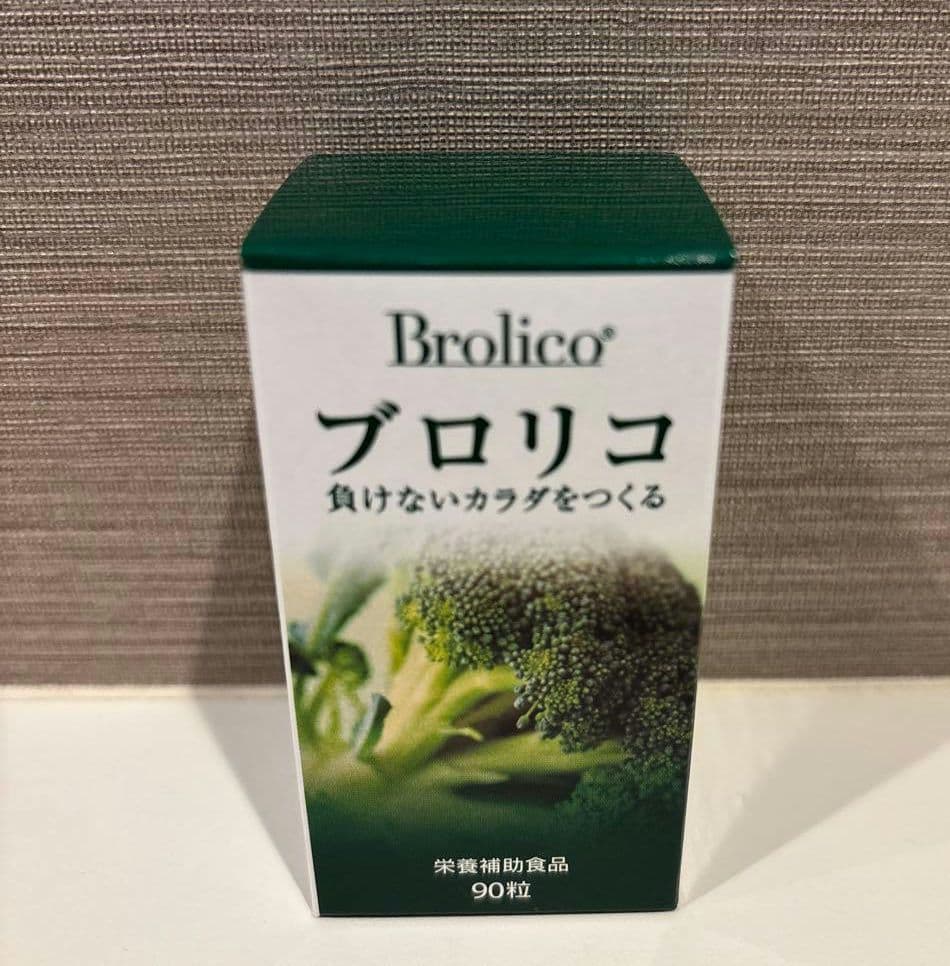 Brolico®
ブロリコ
負けないカラダをつくる
栄養補助食品
90粒